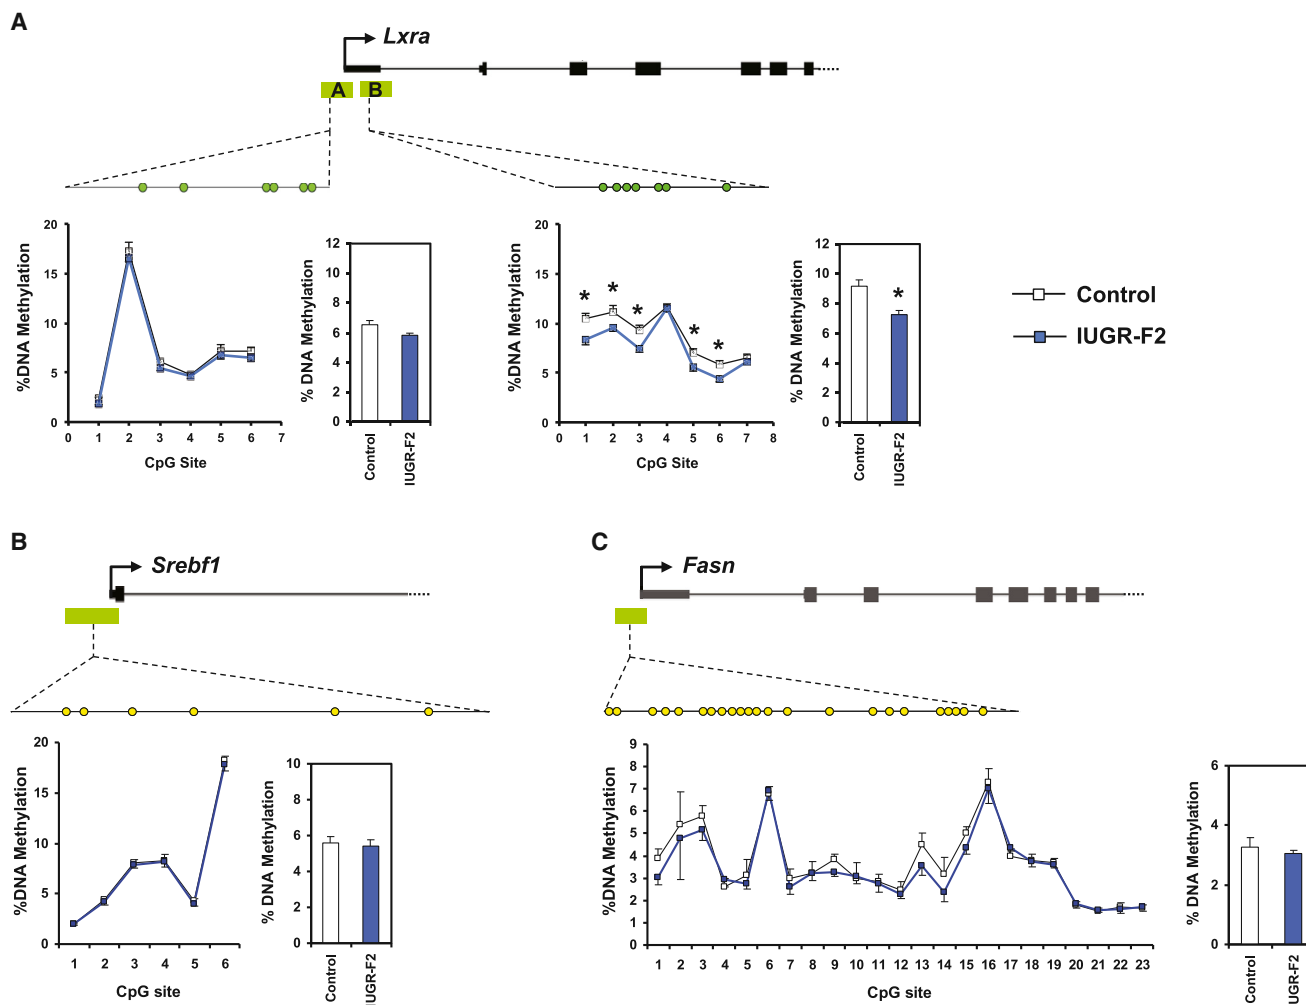 A
Lxra
A B
20
15
10
5
0
%DNA Methylation
0 1 2 3 4 5 6 7
CpG Site
12
10
8
6
4
2
0
% DNA Methylation
Control
IUGR-F2
20
15
10
5
0
%DNA Methylation
* * * * *
0 1 2 3 4 5 6 7 8
CpG Site
12
10
8
6
4
2
0
% DNA Methylation
*
Control
IUGR-F2
Control
IUGR-F2
B
Srebf1
20
15
10
5
0
%DNA Methylation
1 2 3 4 5 6
CpG site
10
8
6
4
2
0
% DNA Methylation
Control
IUGR-F2
C
Fasn
9
8
7
6
5
4
3
2
1
0
%DNA Methylation
1 2 3 4 5 6 7 8 9 10 11 12 13 14 15 16 17 18 19 20 21 22 23
CpG site
6
4
2
0
% DNA Methylation
Control
UGR-F2